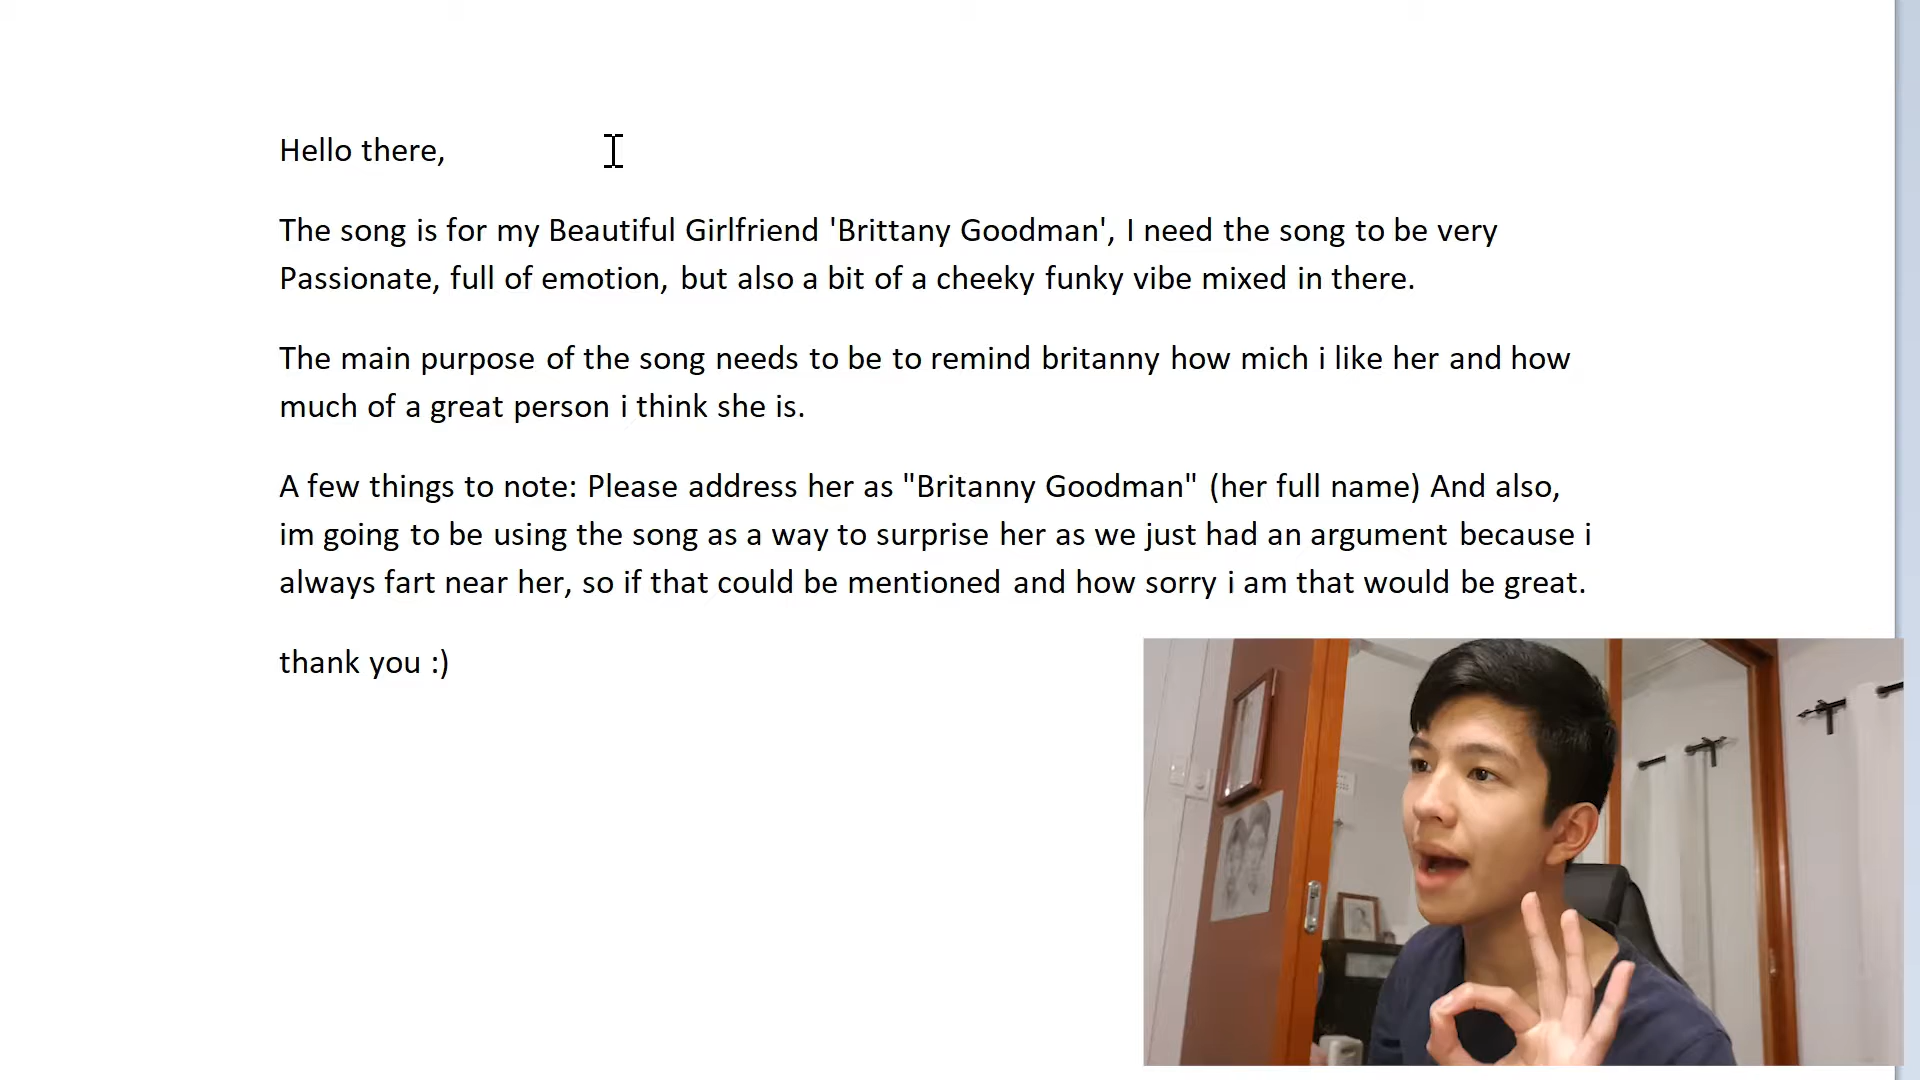 Hello there,
The song is for my Beautiful Girlfriend 'Brittany Goodman', I need the song to be very
Passionate, full of emotion, but also a bit of a cheeky funky vibe mixed in there.
The main purpose of the song needs to be to remind britanny how mich i like her and how
much of a great person i think she is.
A few things to note: Please address her as "Britanny Goodman" (her full name) And also,
im going to be using the song as a way to surprise her as we just had an argument because i
always fart near her, so if that could be mentioned and how sorry i am that would be great.
thank you :)